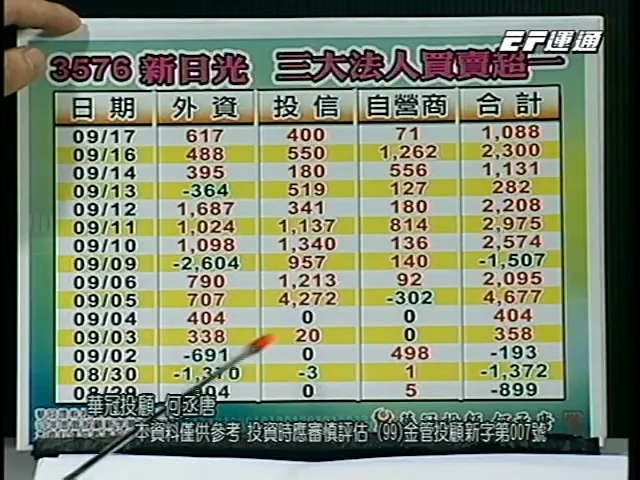 EF運通
3576 新日光 三大法人買賣超一
日期 外資 投信 自營商 合計
09/17 617 400 71 1,088
09/16 488 550 1,262 2,300
09/14 395 180 556 1,131
09/13 -364 519 127 282
09/12 1,687 341 180 2,208
09/11 1,024 1,137 814 2,975
09/10 1,098 1,340 136 2,574
09/09 -2,604 957 140 -1,507
09/06 790 1,213 92 2,095
09/05 707 4,272 -302 4,677
09/04 404 0 0 404
09/03 338 20 0 358
09/02 -691 0 498 -193
08/30 -1,370 -3 1 -1,372
08/29 0 5 -899
華冠投顧 何丞唐
本資料僅供參考 投資時應審慎評估 (99)金管投顧新字第007號